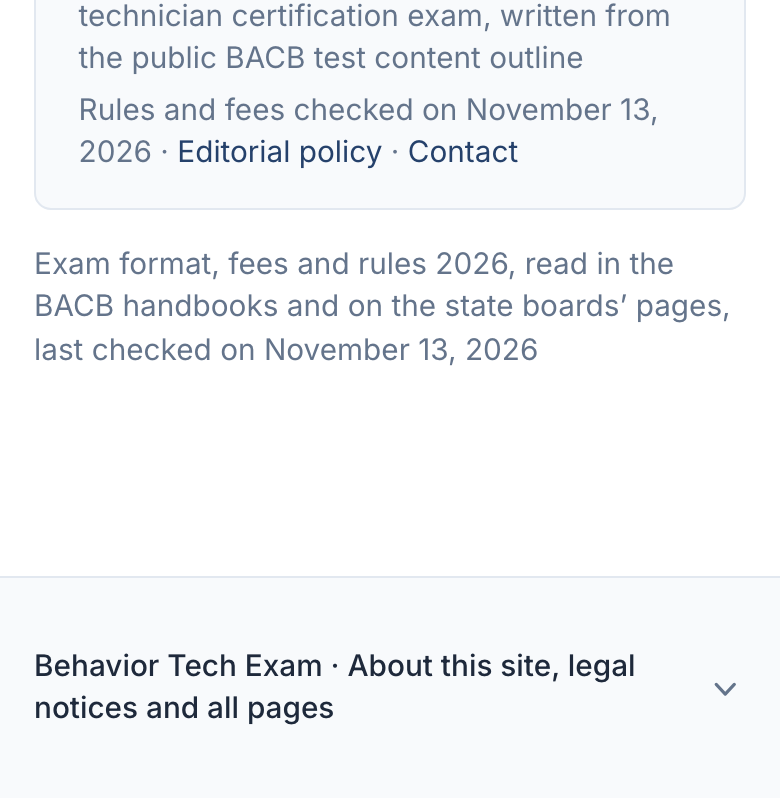 technician certification exam, written from
the public BACB test content outline
Rules and fees checked on November 13,
2026 · Editorial policy · Contact
Exam format, fees and rules 2026, read in the
BACB handbooks and on the state boards’ pages,
last checked on November 13, 2026
Behavior Tech Exam · About this site, legal
notices and all pages